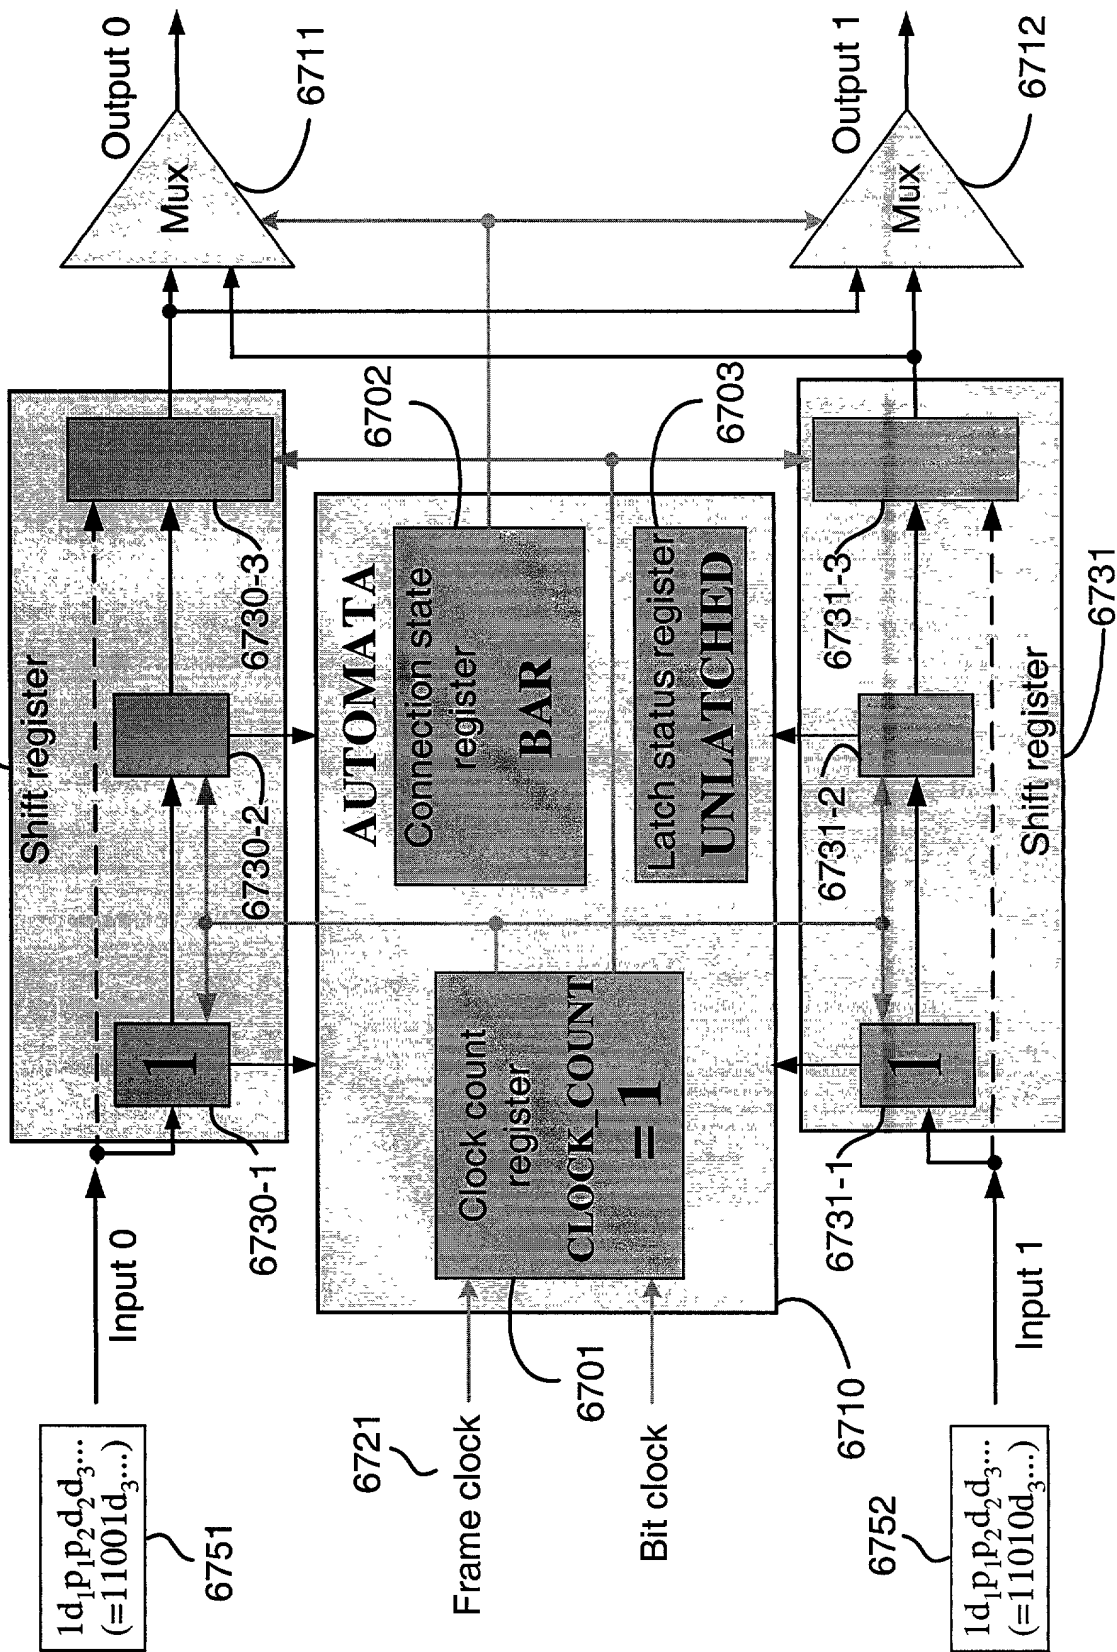 Shift register
1
6730-1
6730-2
6730-3
Input 0
1d₁p₁p₂d₂d₃...
(=11001d₃...)
6751
Output 0
Mux
6711
AUTOMATA
Clock count
register
CLOCK_COUNT
= 1
Connection state
register
BAR
6702
Latch status register
UNLATCHED
6703
6721
Frame clock
6701
Bit clock
6710
1
6731-1
6731-2
6731-3
Shift register
6731
Input 1
6752
1d₁p₁p₂d₂d₃...
(=11010d₃...)
Output 1
Mux
6712